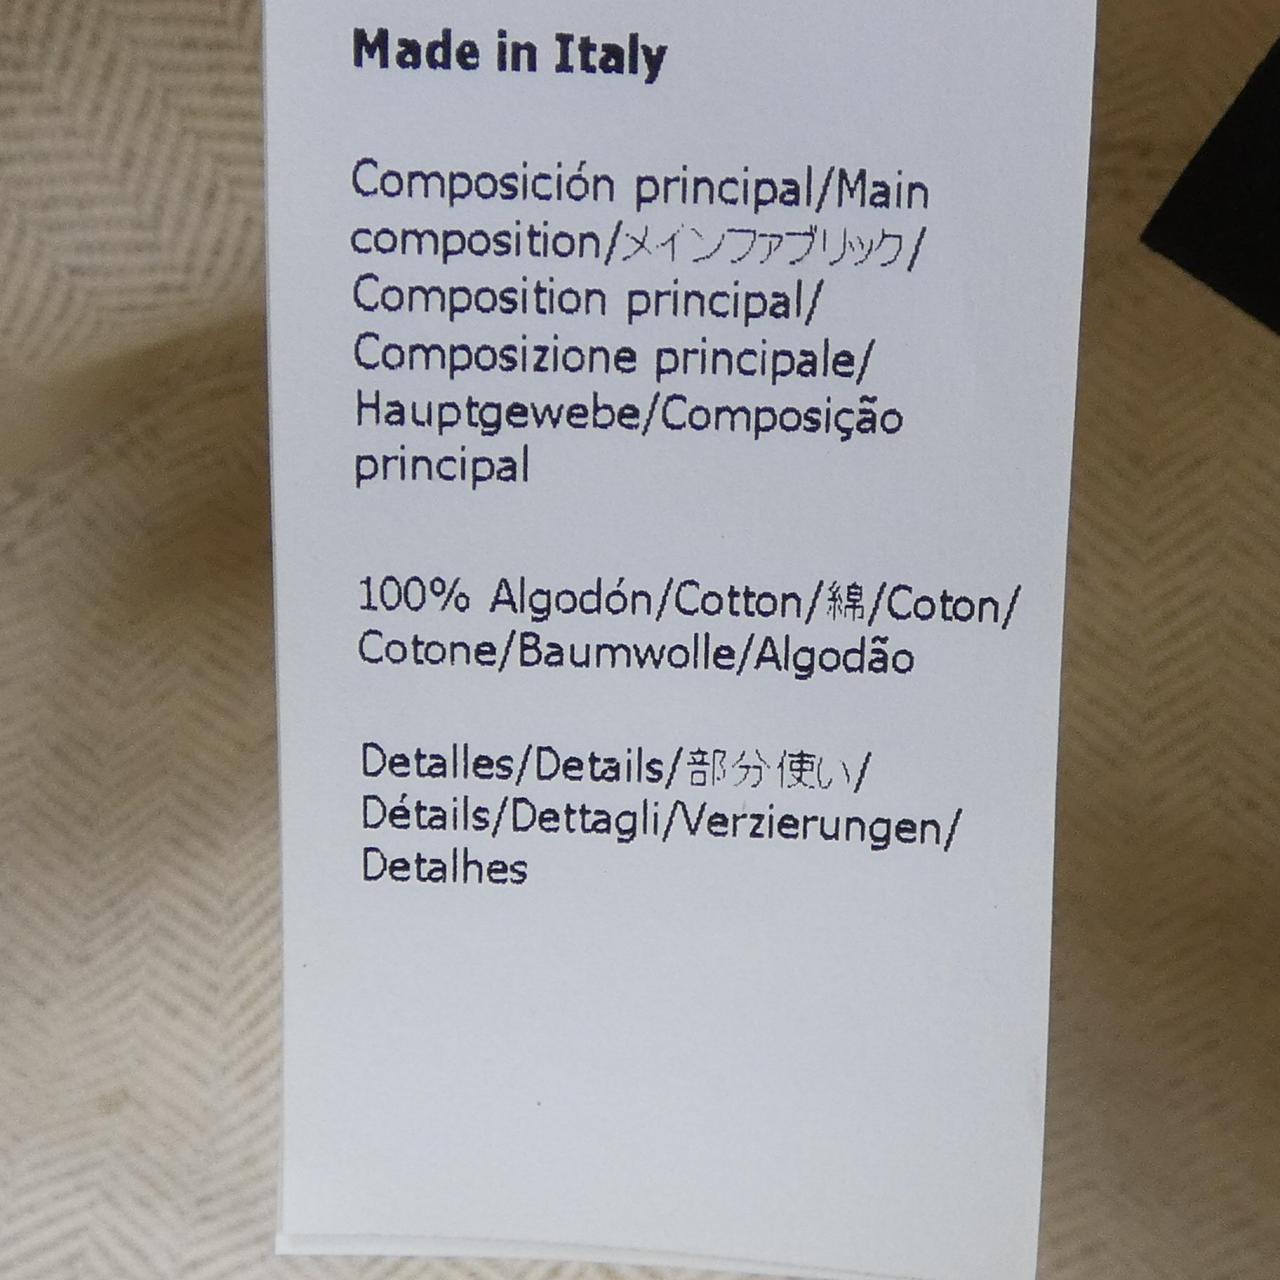 Made in Italy
Composición principal/Main
composition/メインファブリック/
Composition principal/
Composizione principale/
Hauptgewebe/Composição
principal
100% Algodón/Cotton/綿/Coton/
Cotone/Baumwolle/Algodão
Detalles/Details/部分使い/
Détails/Dettagli/Verzierungen/
Detalhes